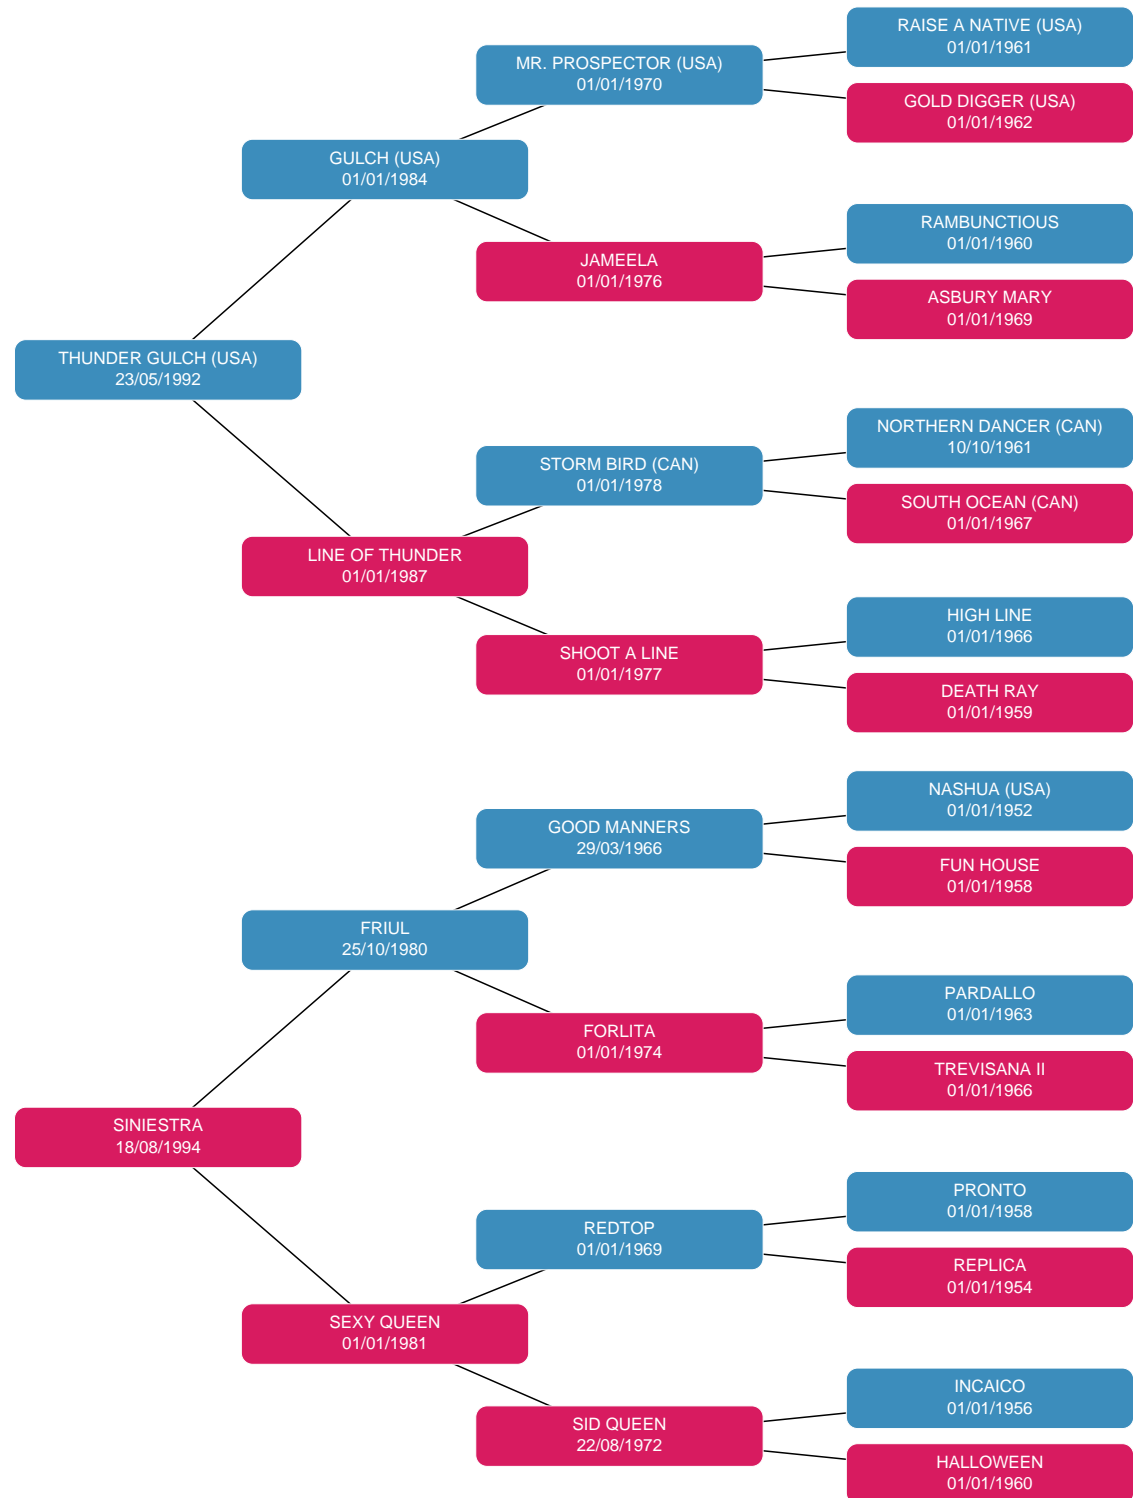 RAISE A NATIVE (USA)
01/01/1961
MR. PROSPECTOR (USA)
01/01/1970
GOLD DIGGER (USA)
01/01/1962
GULCH (USA)
01/01/1984
RAMBUNCTIOUS
01/01/1960
JAMEELA
01/01/1976
ASBURY MARY
01/01/1969
THUNDER GULCH (USA)
23/05/1992
NORTHERN DANCER (CAN)
10/10/1961
STORM BIRD (CAN)
01/01/1978
SOUTH OCEAN (CAN)
01/01/1967
LINE OF THUNDER
01/01/1987
HIGH LINE
01/01/1966
SHOOT A LINE
01/01/1977
DEATH RAY
01/01/1959
NASHUA (USA)
01/01/1952
GOOD MANNERS
29/03/1966
FUN HOUSE
01/01/1958
FRIUL
25/10/1980
PARDALLO
01/01/1963
FORLITA
01/01/1974
TREVISANA II
01/01/1966
SINIESTRA
18/08/1994
PRONTO
01/01/1958
REDTOP
01/01/1969
REPLICA
01/01/1954
SEXY QUEEN
01/01/1981
INCAICO
01/01/1956
SID QUEEN
22/08/1972
HALLOWEEN
01/01/1960